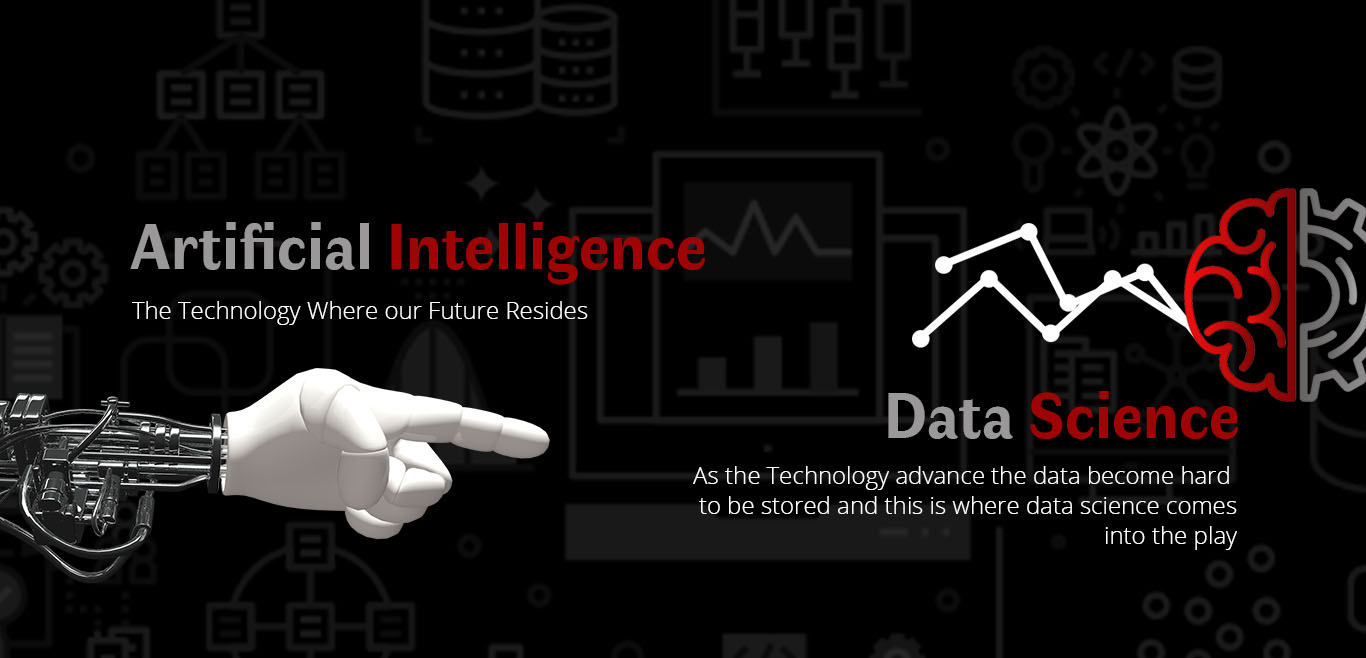 Artificial Intelligence
The Technology Where our Future Resides
Data Science
As the Technology advance the data become hard
to be stored and this is where data science comes
into the play